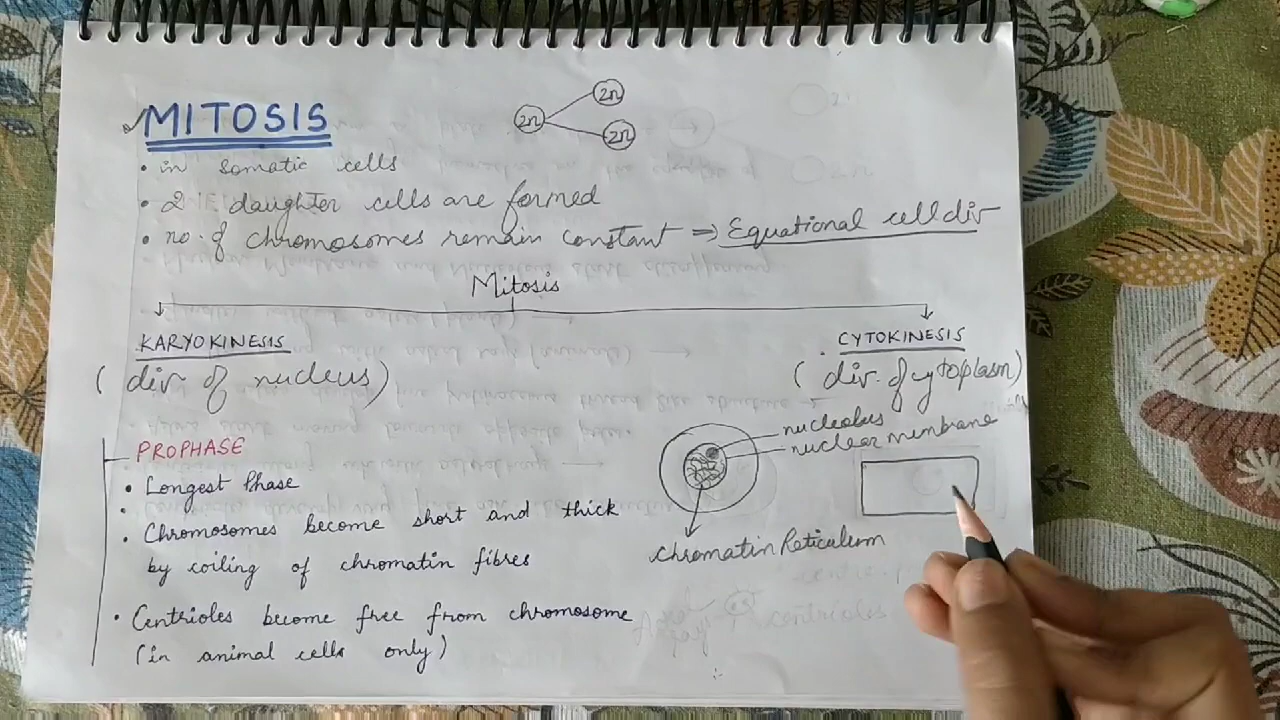 MITOSIS
2n
2n
2n
• in somatic cells
• 2 daughter cells are formed
• no. of chromosomes remain constant ⇒ Equational cell div
Mitosis
KARYOKINESIS
(div. of nucleus)
CYTOKINESIS
(div. of cytoplasm)
nucleolus
nuclear membrane
chromatin Reticulum
PROPHASE
• Longest Phase
• Chromosomes become short and thick
by coiling of chromatin fibres
• Centrioles become free from chromosome
(in animal cells only)